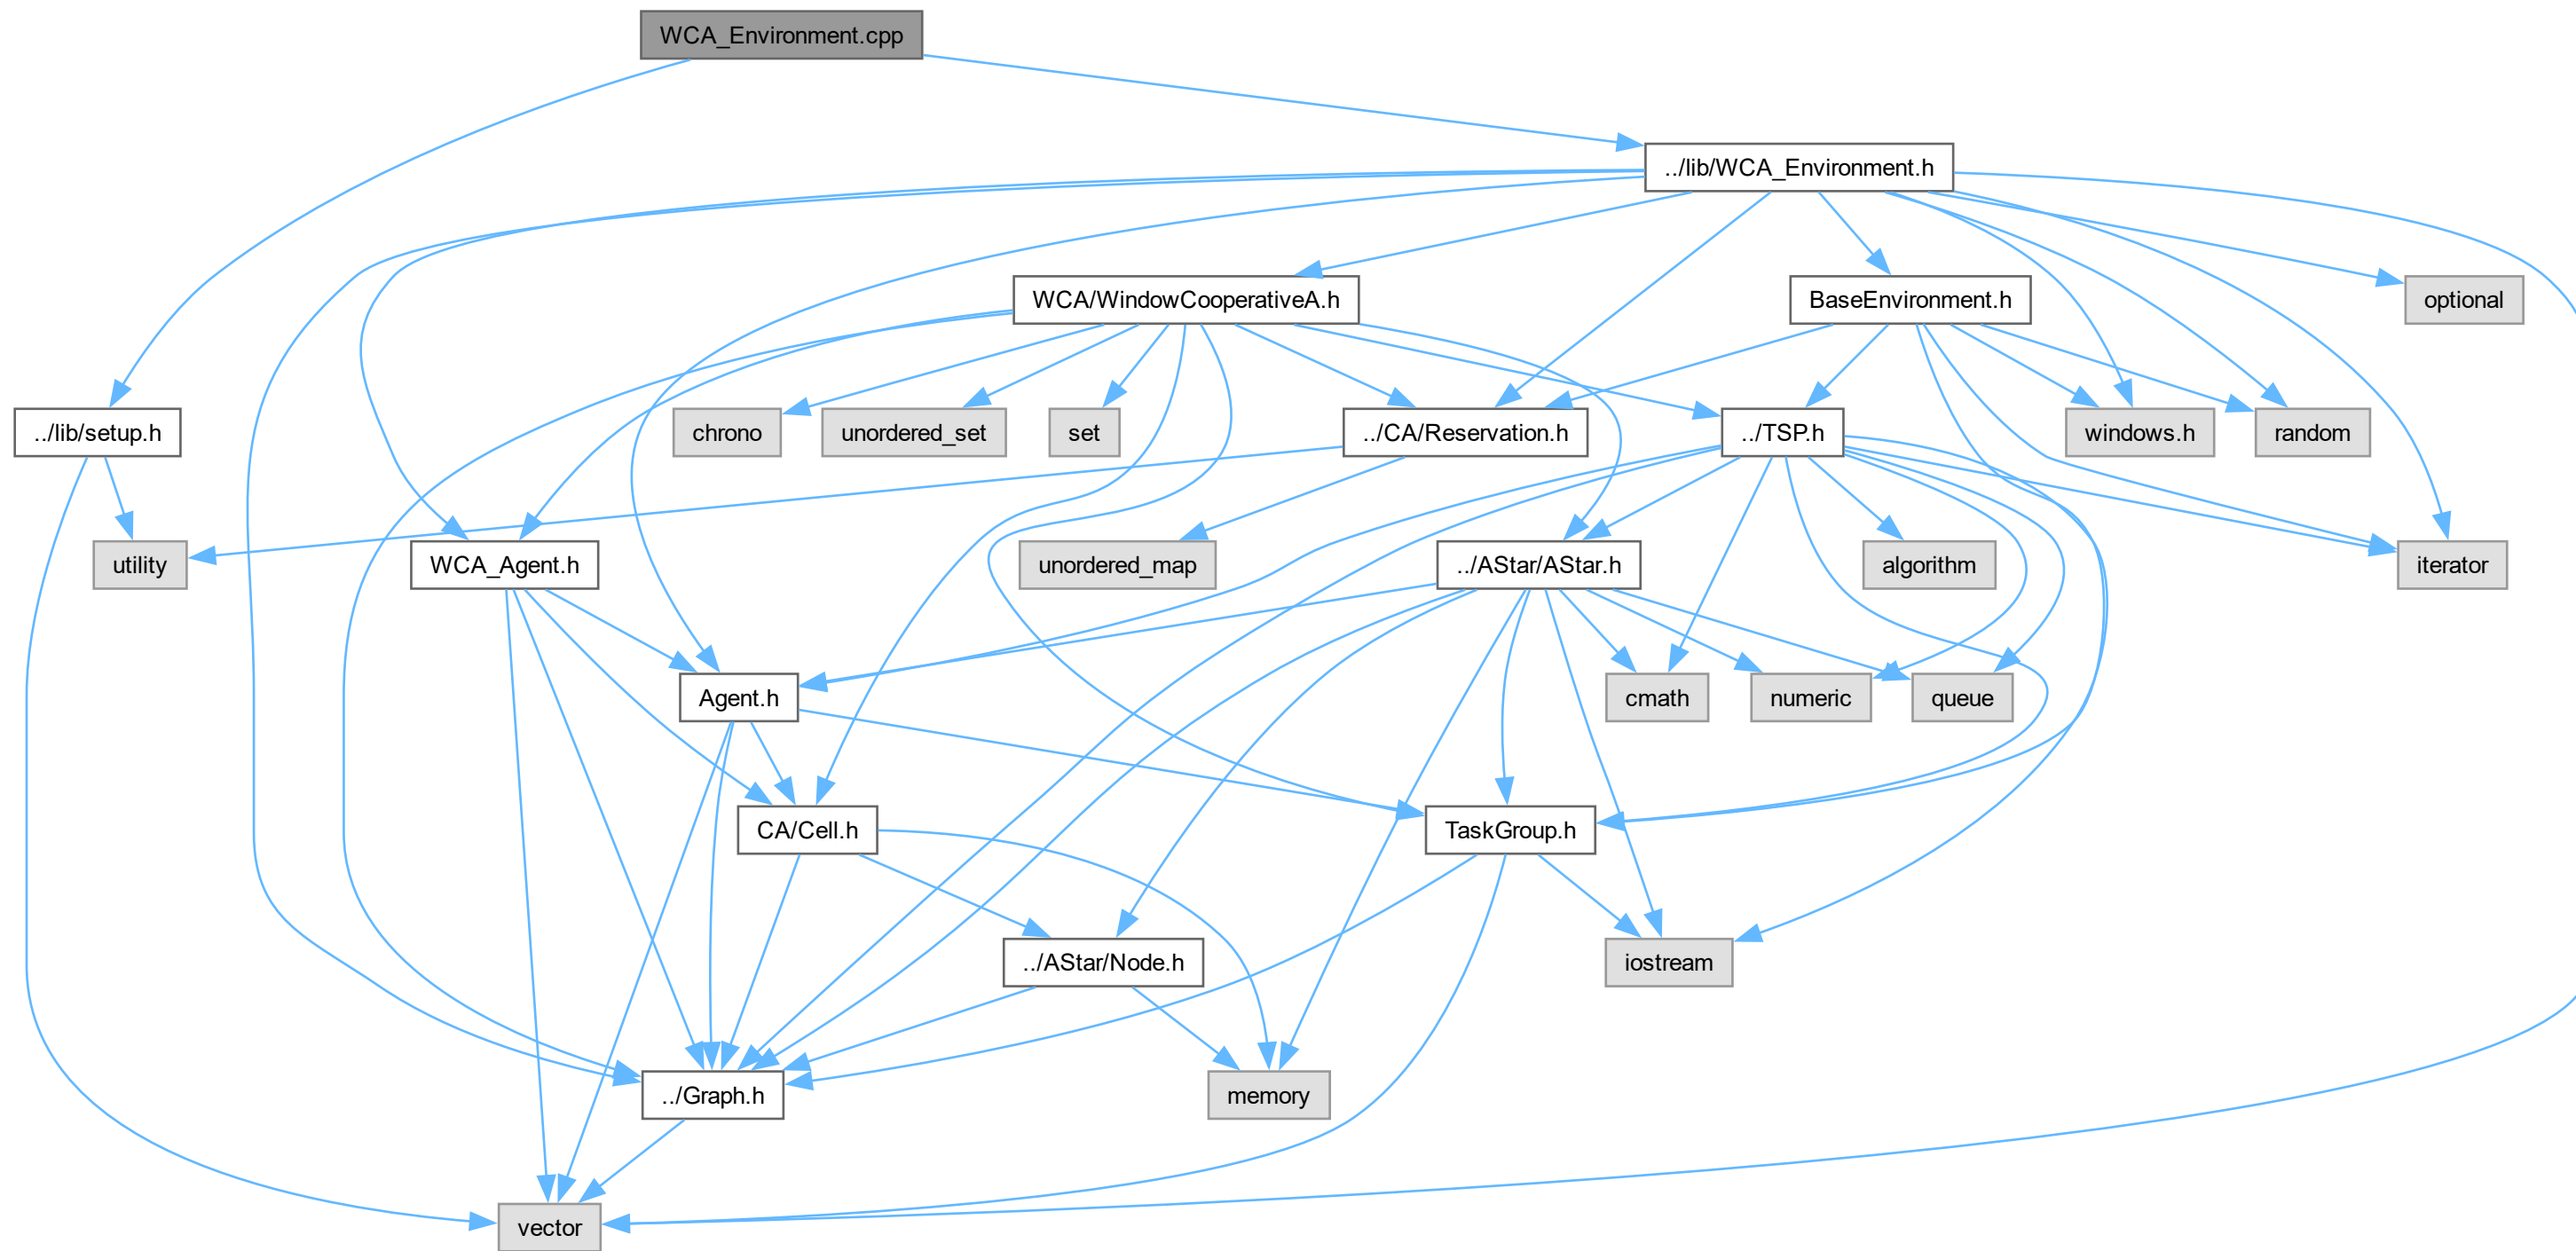 WCA_Environment.cpp
../lib/WCA_Environment.h
WCA/WindowCooperativeA.h
BaseEnvironment.h
optional
../lib/setup.h
chrono
unordered_set
set
../CA/Reservation.h
../TSP.h
windows.h
random
utility
WCA_Agent.h
unordered_map
../AStar/AStar.h
algorithm
iterator
Agent.h
cmath
numeric
queue
CA/Cell.h
TaskGroup.h
../AStar/Node.h
iostream
../Graph.h
memory
vector